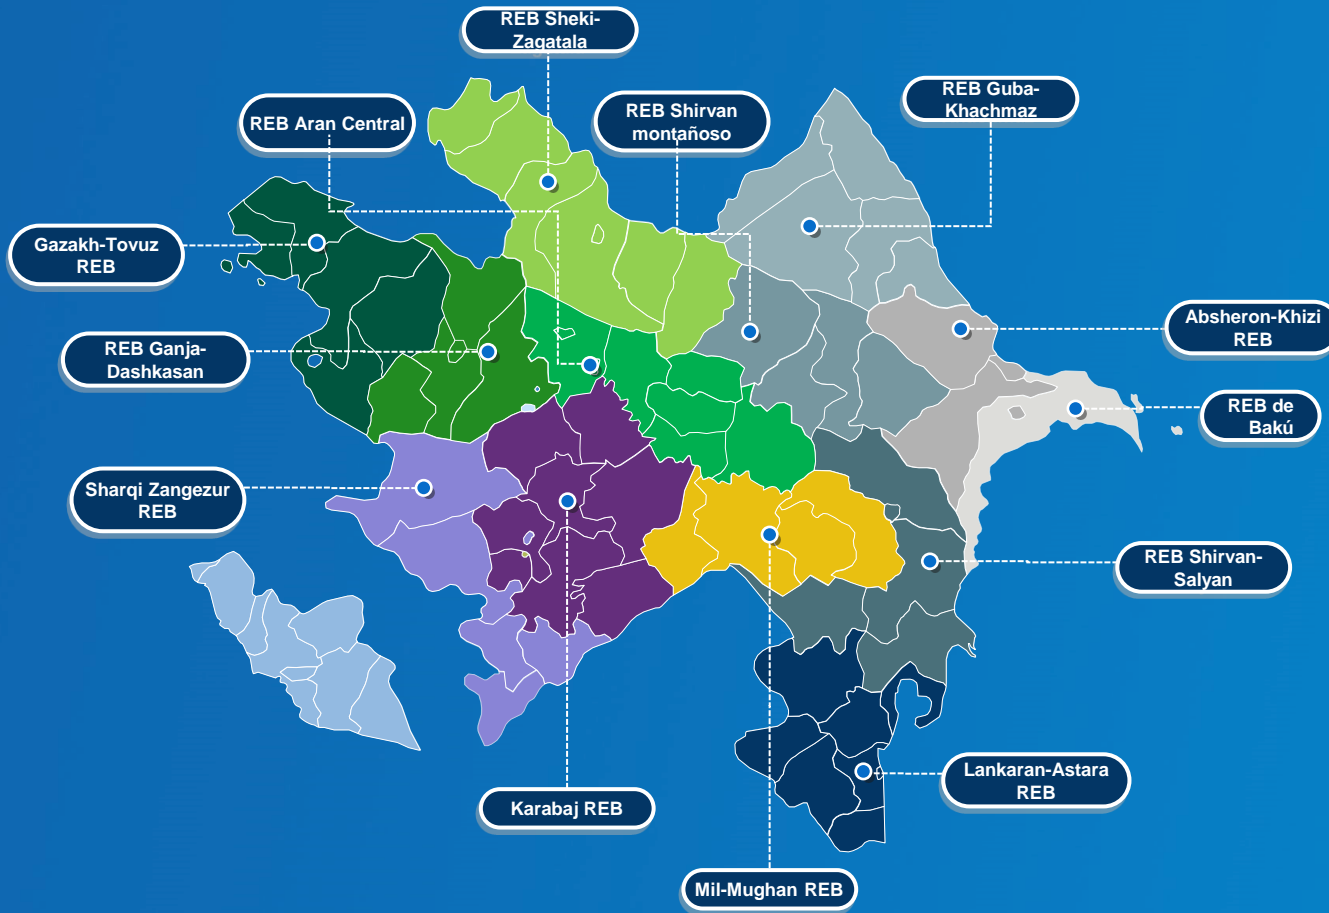 REB Sheki-
Zaqatala
REB Guba-
Khachmaz
REB Aran Central
REB Shirvan
montañoso
Gazakh-Tovuz
REB
Absheron-Khizi
REB
REB Ganja-
Dashkasan
REB de
Bakú
Sharqi Zangezur
REB
REB Shirvan-
Salyan
Lankaran-Astara
REB
Karabaj REB
Mil-Mughan REB